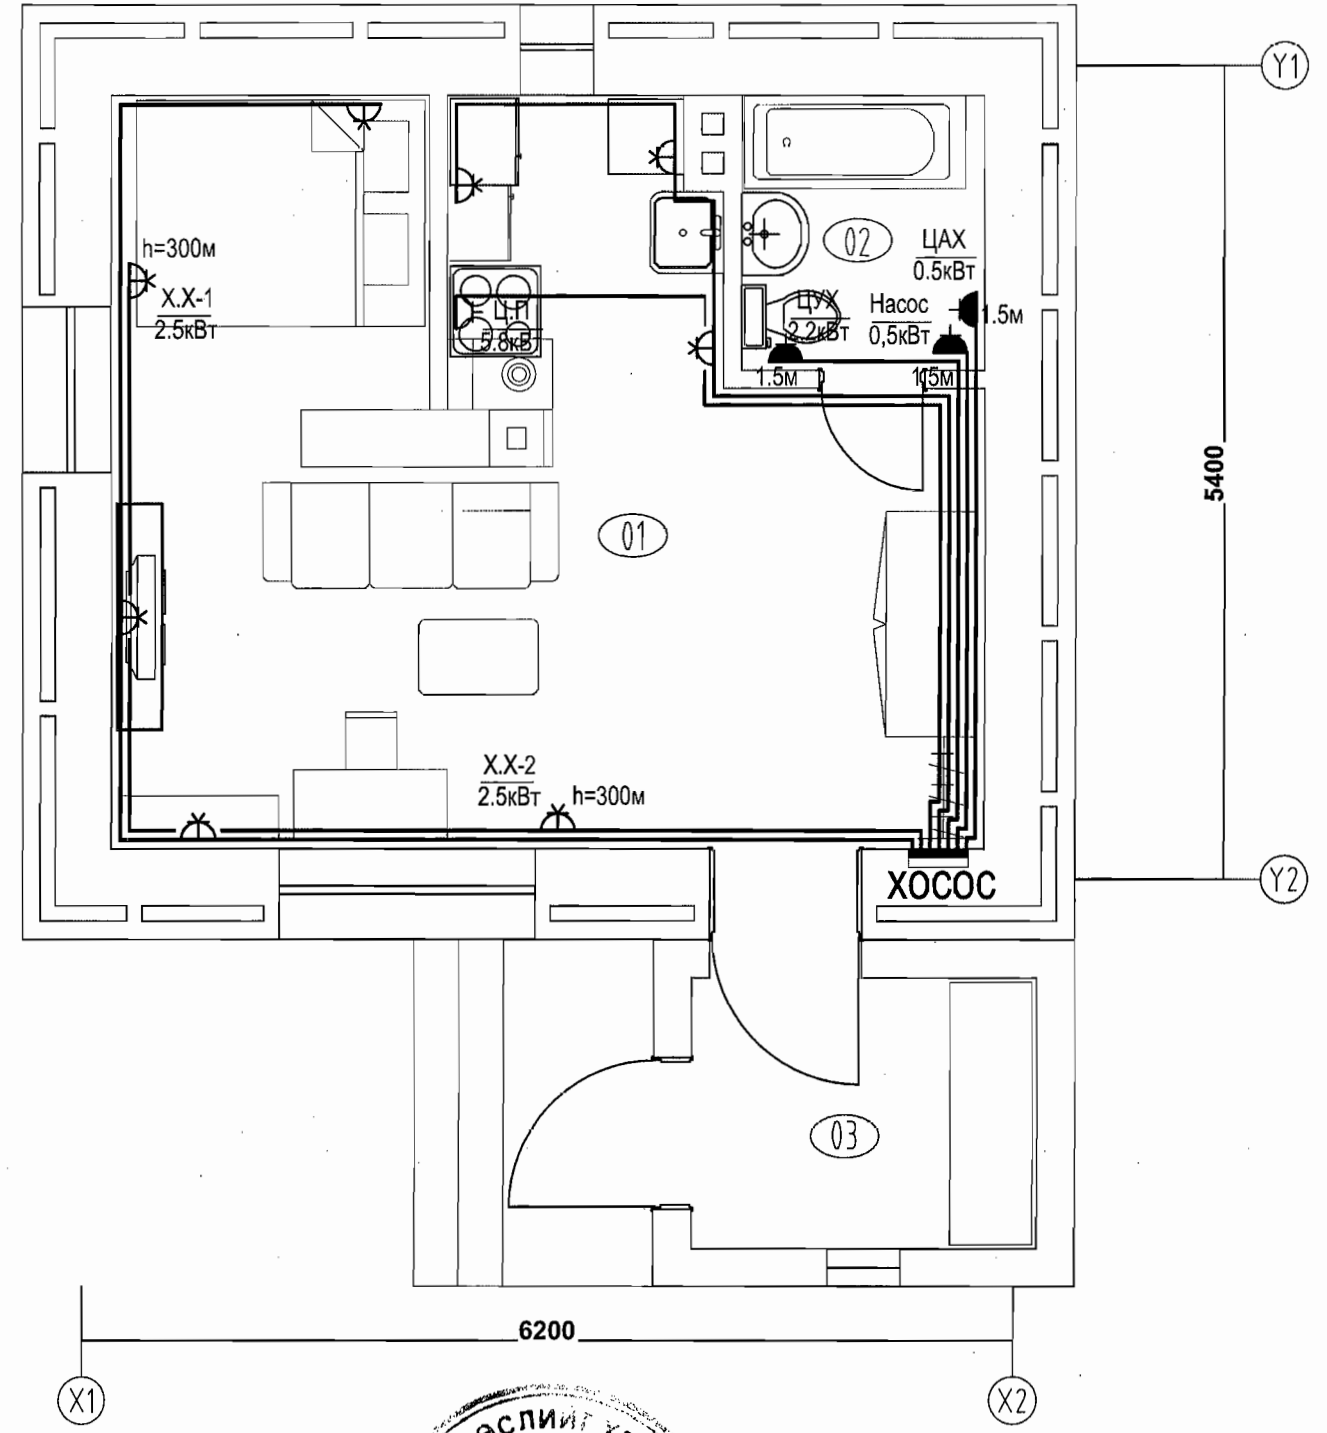 Y1
h=300м
X.X-1
2.5кВт
02
ЦАХ
0.5кВт
Ц.П
5.8кВ
ЦУХ
2.2кВт
Насос
0,5кВт
1.5м
1.5м
1.5м
5400
01
X.X-2
2.5кВт
h=300м
ХОСОС
Y2
03
6200
X1
X2